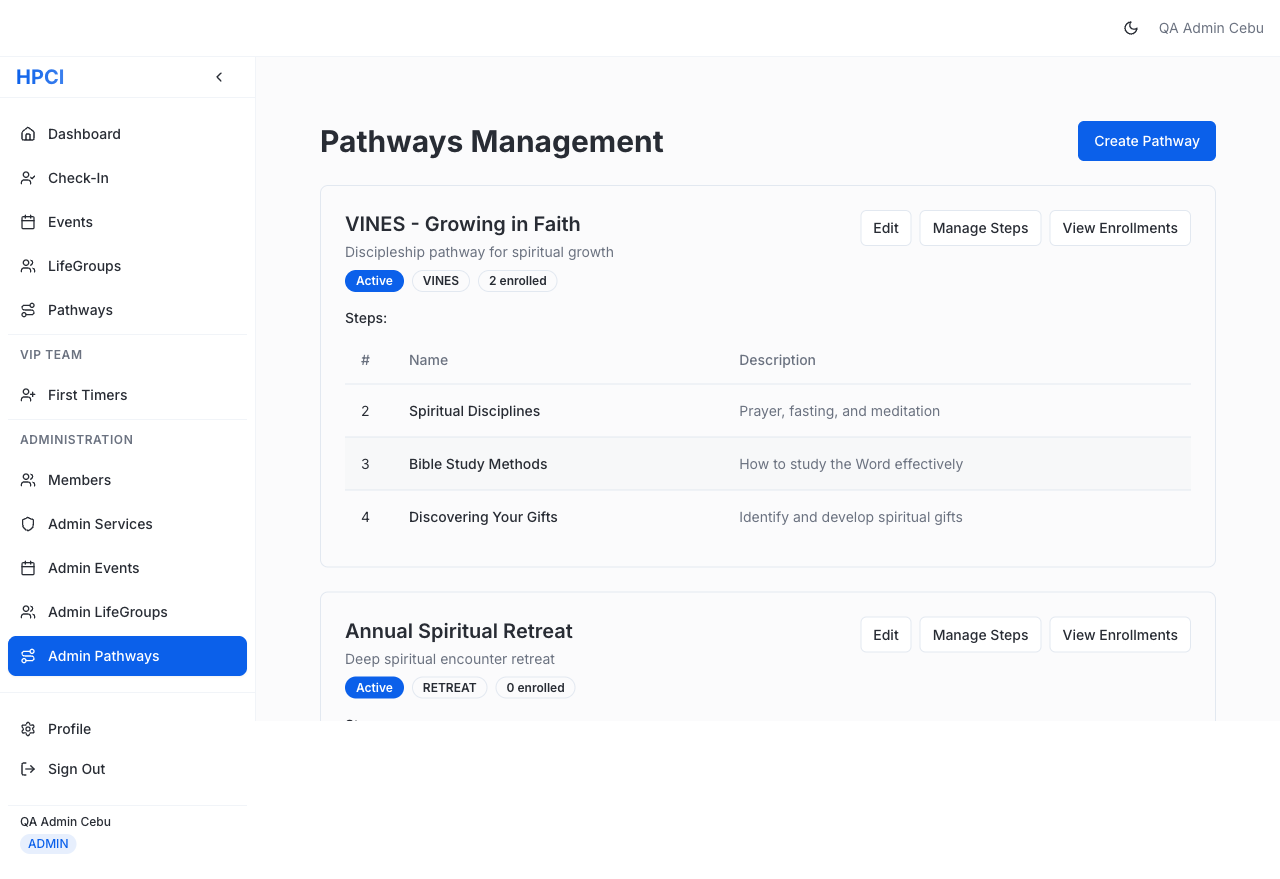 QA Admin Cebu
HPCI
Dashboard
Check-In
Events
LifeGroups
Pathways
VIP TEAM
First Timers
ADMINISTRATION
Members
Admin Services
Admin Events
Admin LifeGroups
Admin Pathways
Profile
Sign Out
QA Admin Cebu
ADMIN
Pathways Management
Create Pathway
VINES - Growing in Faith
Edit Manage Steps View Enrollments
Discipleship pathway for spiritual growth
Active VINES 2 enrolled
Steps:
# Name Description
2 Spiritual Disciplines Prayer, fasting, and meditation
3 Bible Study Methods How to study the Word effectively
4 Discovering Your Gifts Identify and develop spiritual gifts
Annual Spiritual Retreat
Edit Manage Steps View Enrollments
Deep spiritual encounter retreat
Active RETREAT 0 enrolled